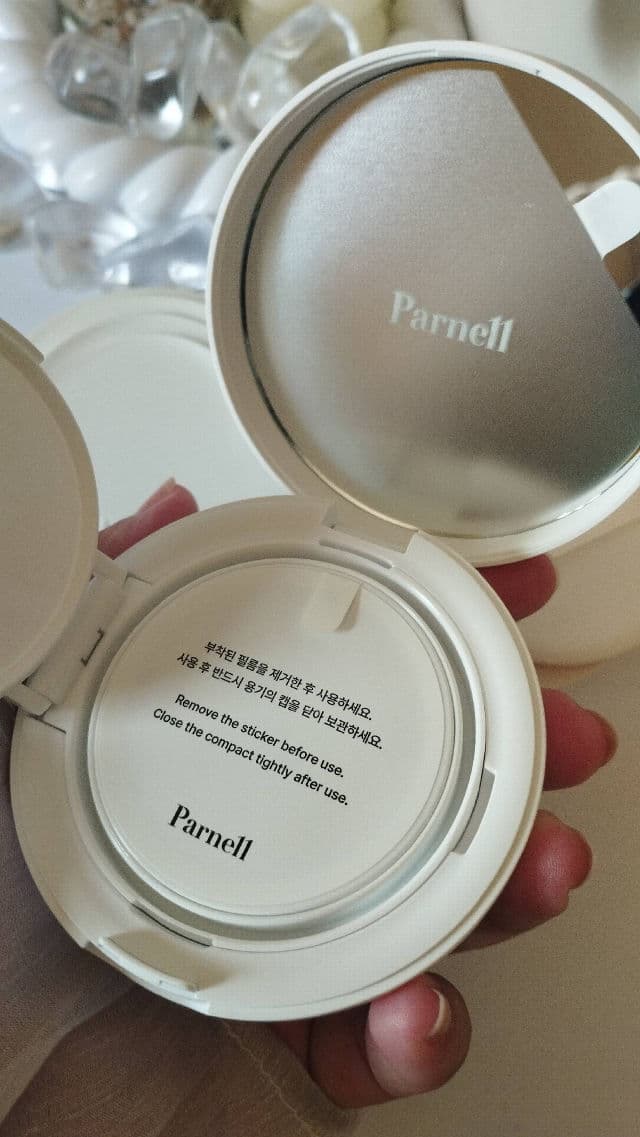 Parnell
부착된 필름을 제거한 후 사용하세요.
사용 후 반드시 용기의 캡을 닫아 보관하세요.
Remove the sticker before use.
Close the compact tightly after use.
Parnell